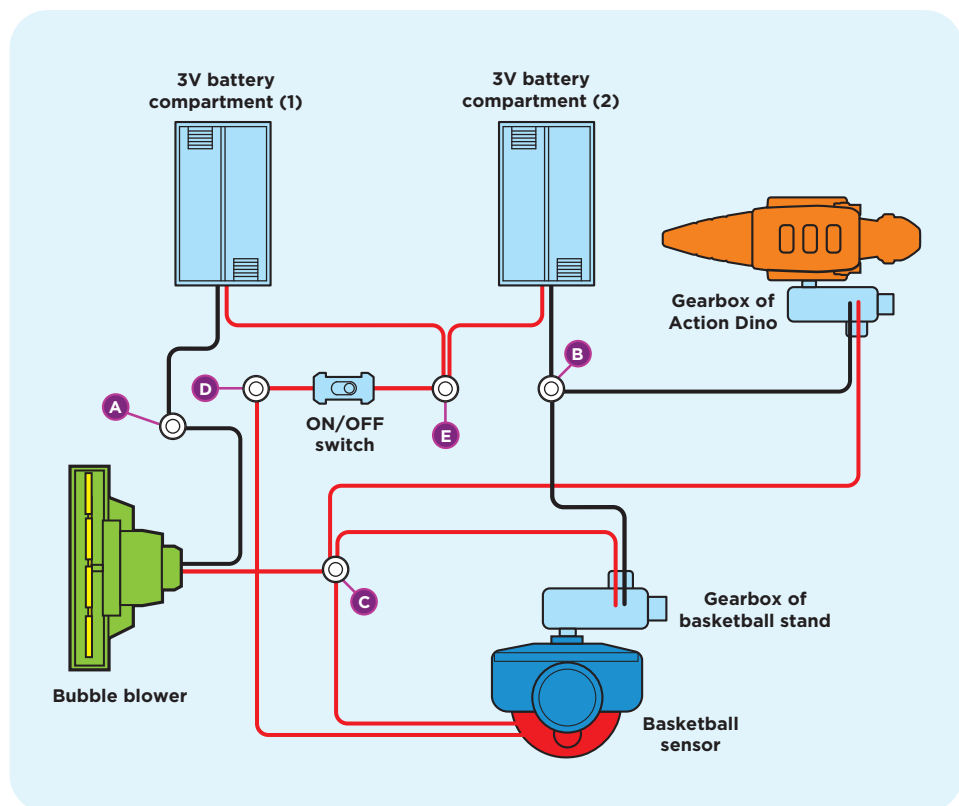 3V battery
compartment (1)
3V battery
compartment (2)
Gearbox of
Action Dino
B
D
A
ON/OFF
switch
E
C
Gearbox of
basketball stand
Bubble blower
Basketball
sensor